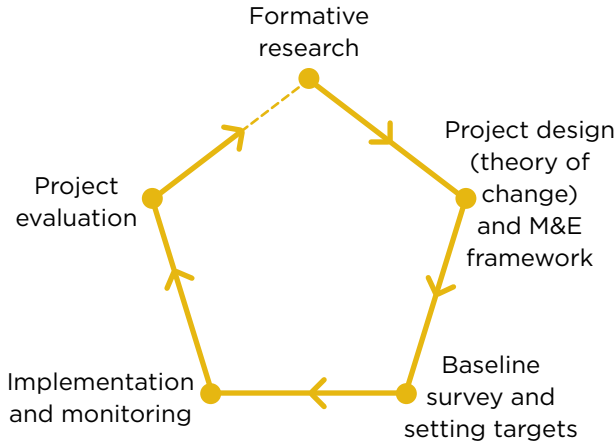 Formative
research
Project design
(theory of
change)
and M&E
framework
Baseline
survey and
setting targets
Implementation
and monitoring
Project
evaluation